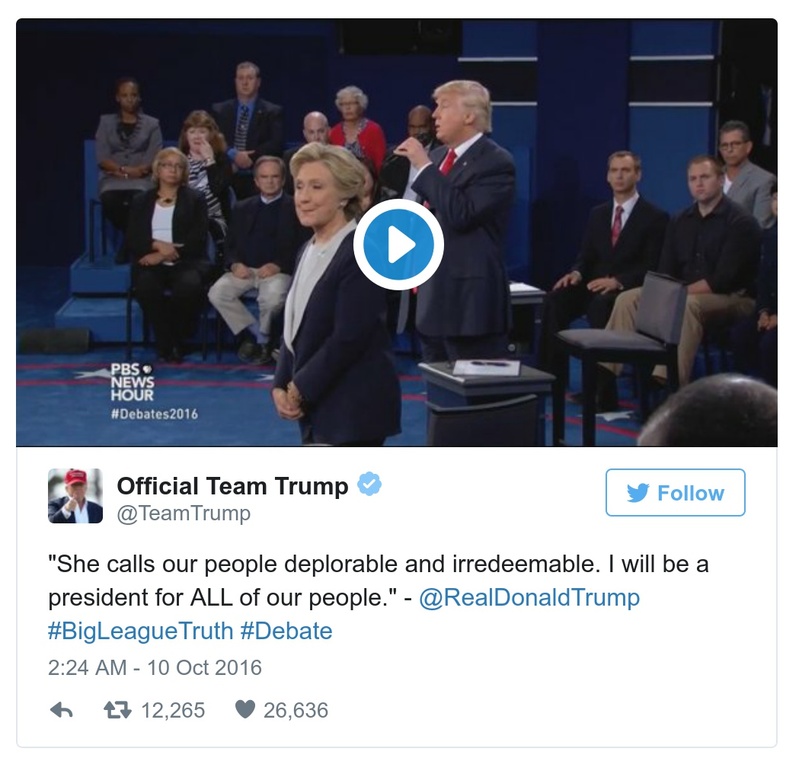 PBS
NEWS
HOUR
#Debates2016
Official Team Trump
@TeamTrump
Follow
"She calls our people deplorable and irredeemable. I will be a
president for ALL of our people." - @RealDonaldTrump
#BigLeagueTruth #Debate
2:24 AM - 10 Oct 2016
12,265 26,636